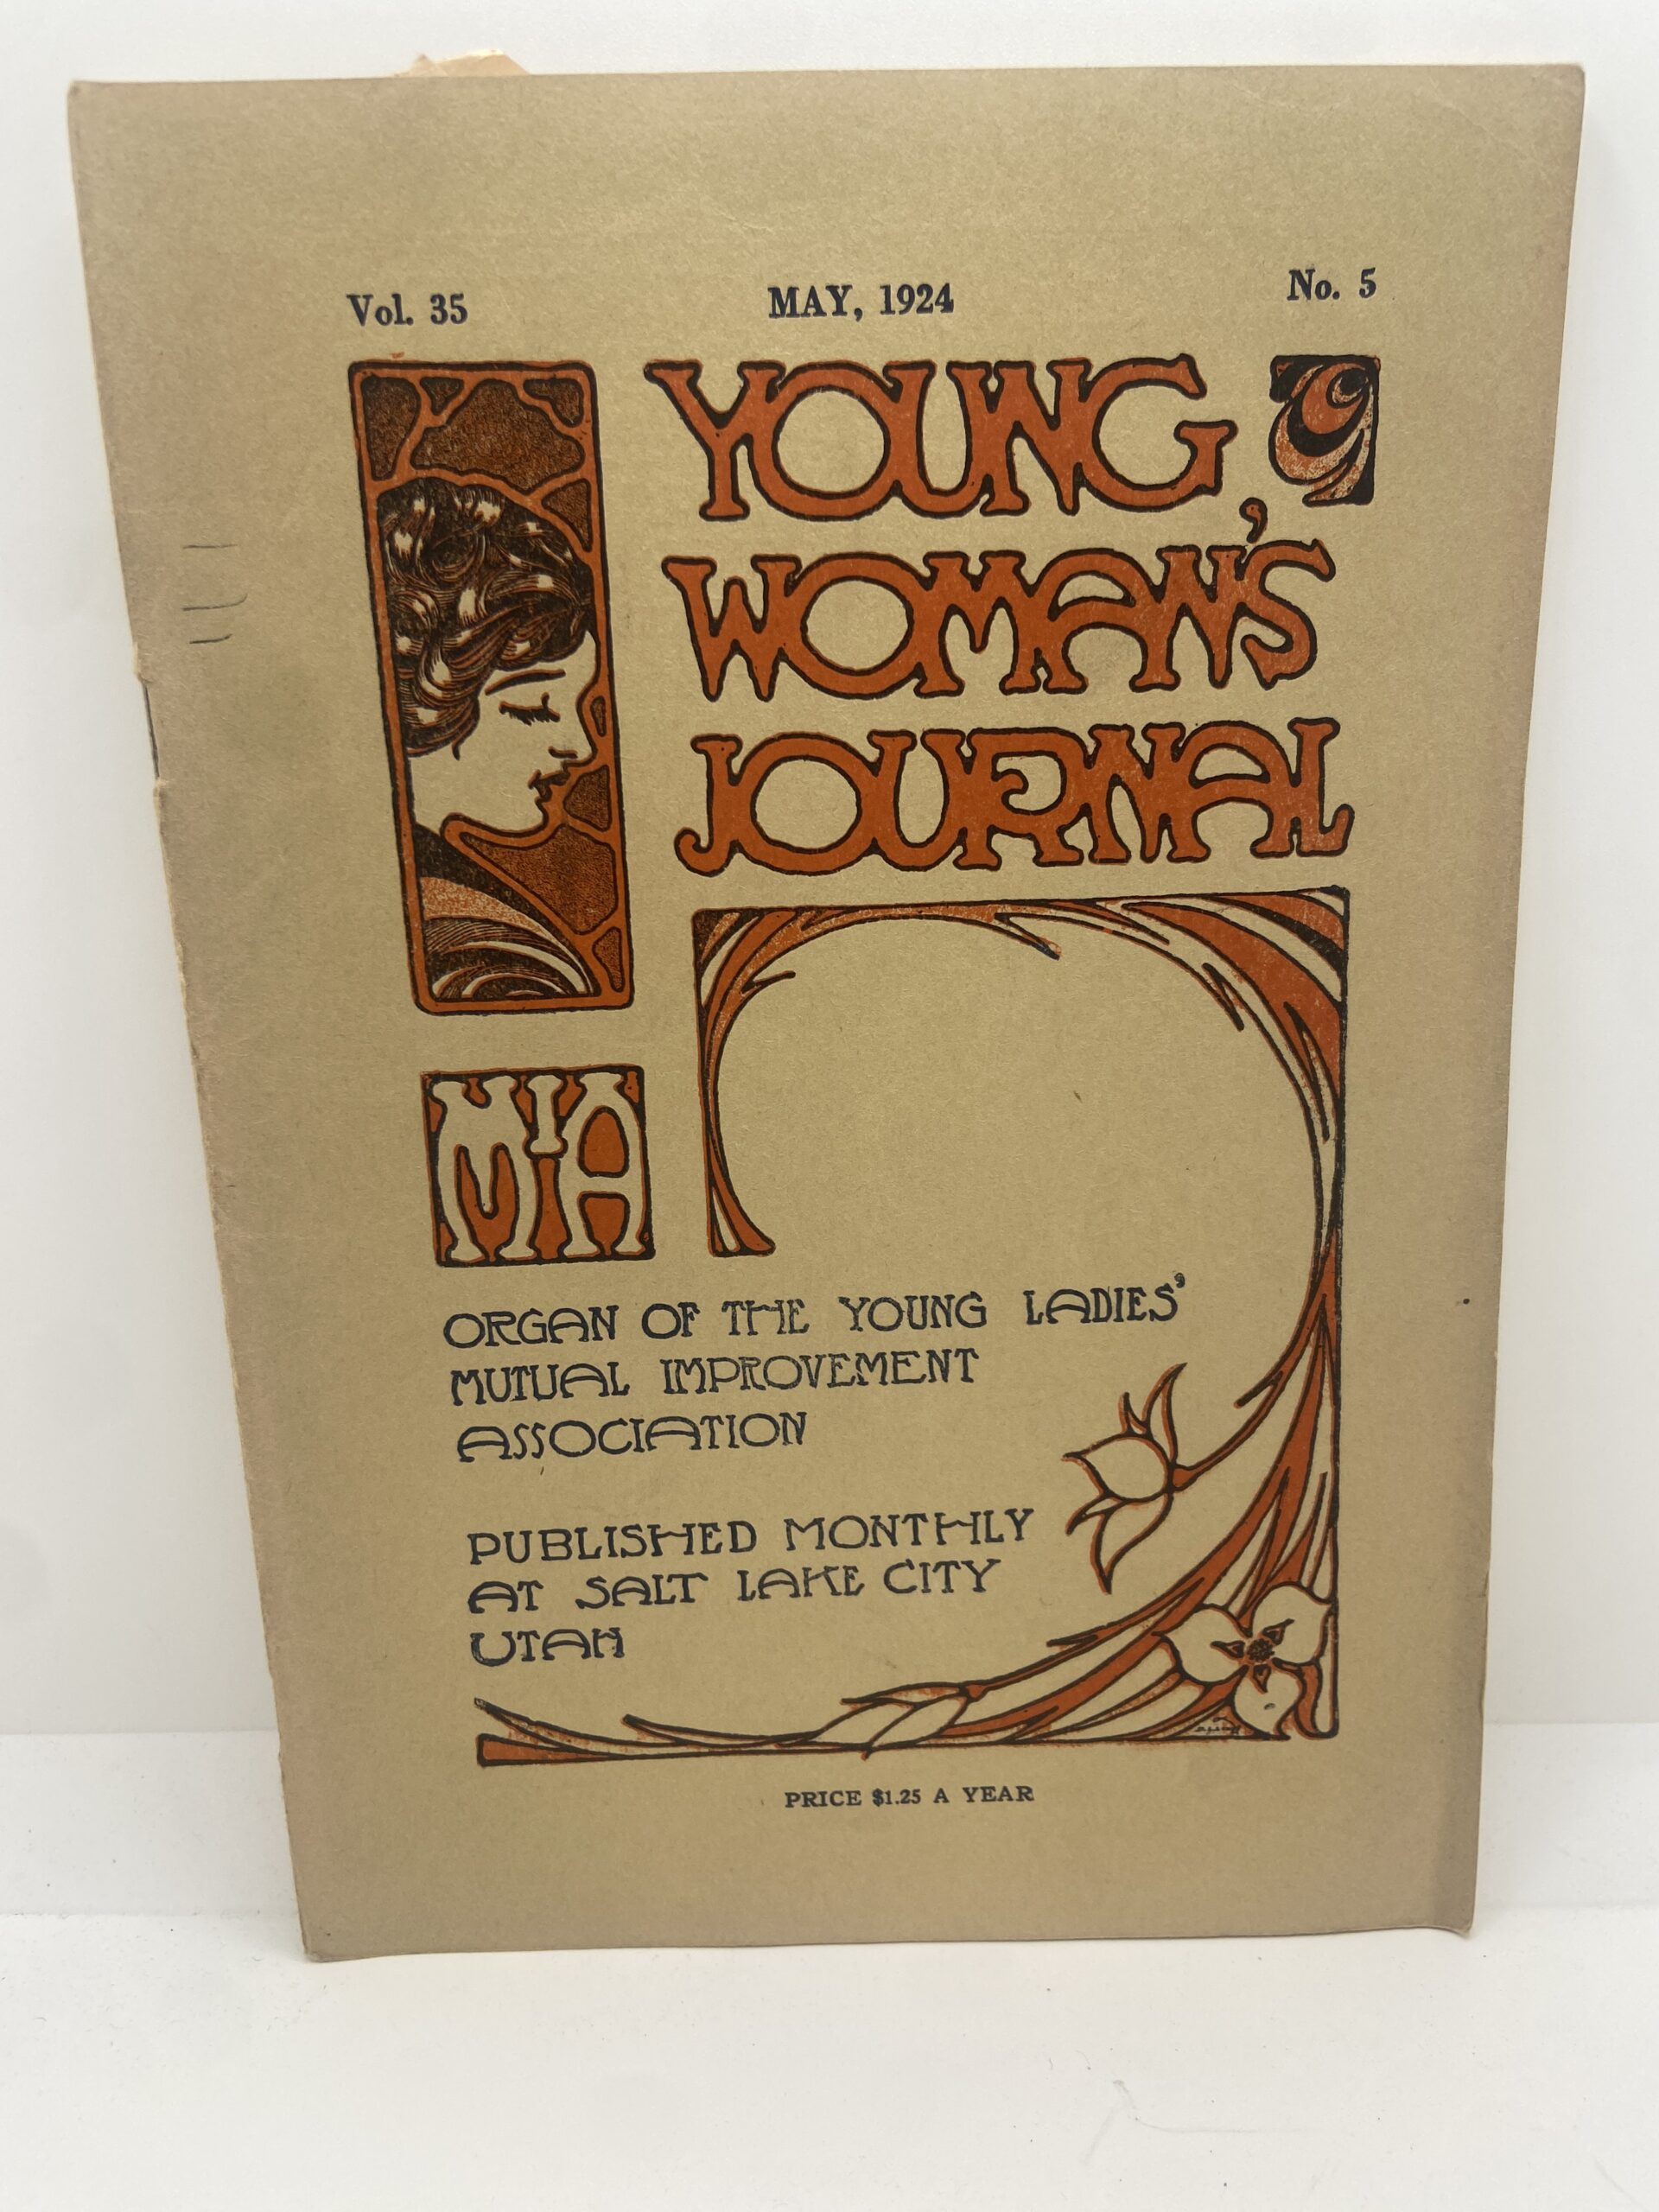 Vol. 35 MAY, 1924 No. 5
YOUNG
WOMAN'S
JOURNAL
MIA
ORGAN OF THE YOUNG LADIES'
MUTUAL IMPROVEMENT
ASSOCIATION
PUBLISHED MONTHLY
AT SALT LAKE CITY
UTAH
PRICE $1.25 A YEAR